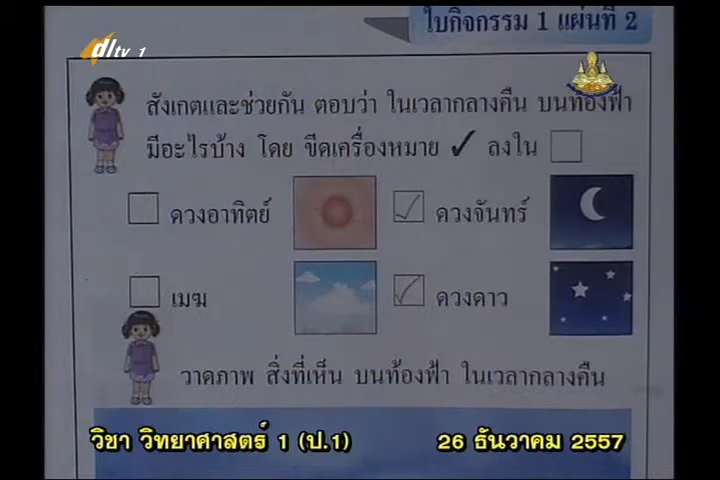 ใบกิจกรรม 1 แผ่นที่ 2
dltv 1
สังเกตและช่วยกัน ตอบว่า ในเวลากลางคืน บนท้องฟ้า
มีอะไรบ้าง โดย ขีดเครื่องหมาย ✓ ลงใน
ดวงอาทิตย์
ดวงจันทร์
เมฆ
ดวงดาว
วาดภาพ สิ่งที่เห็น บนท้องฟ้า ในเวลากลางคืน
วิชา วิทยาศาสตร์ 1 (ป.1)
26 ธันวาคม 2557